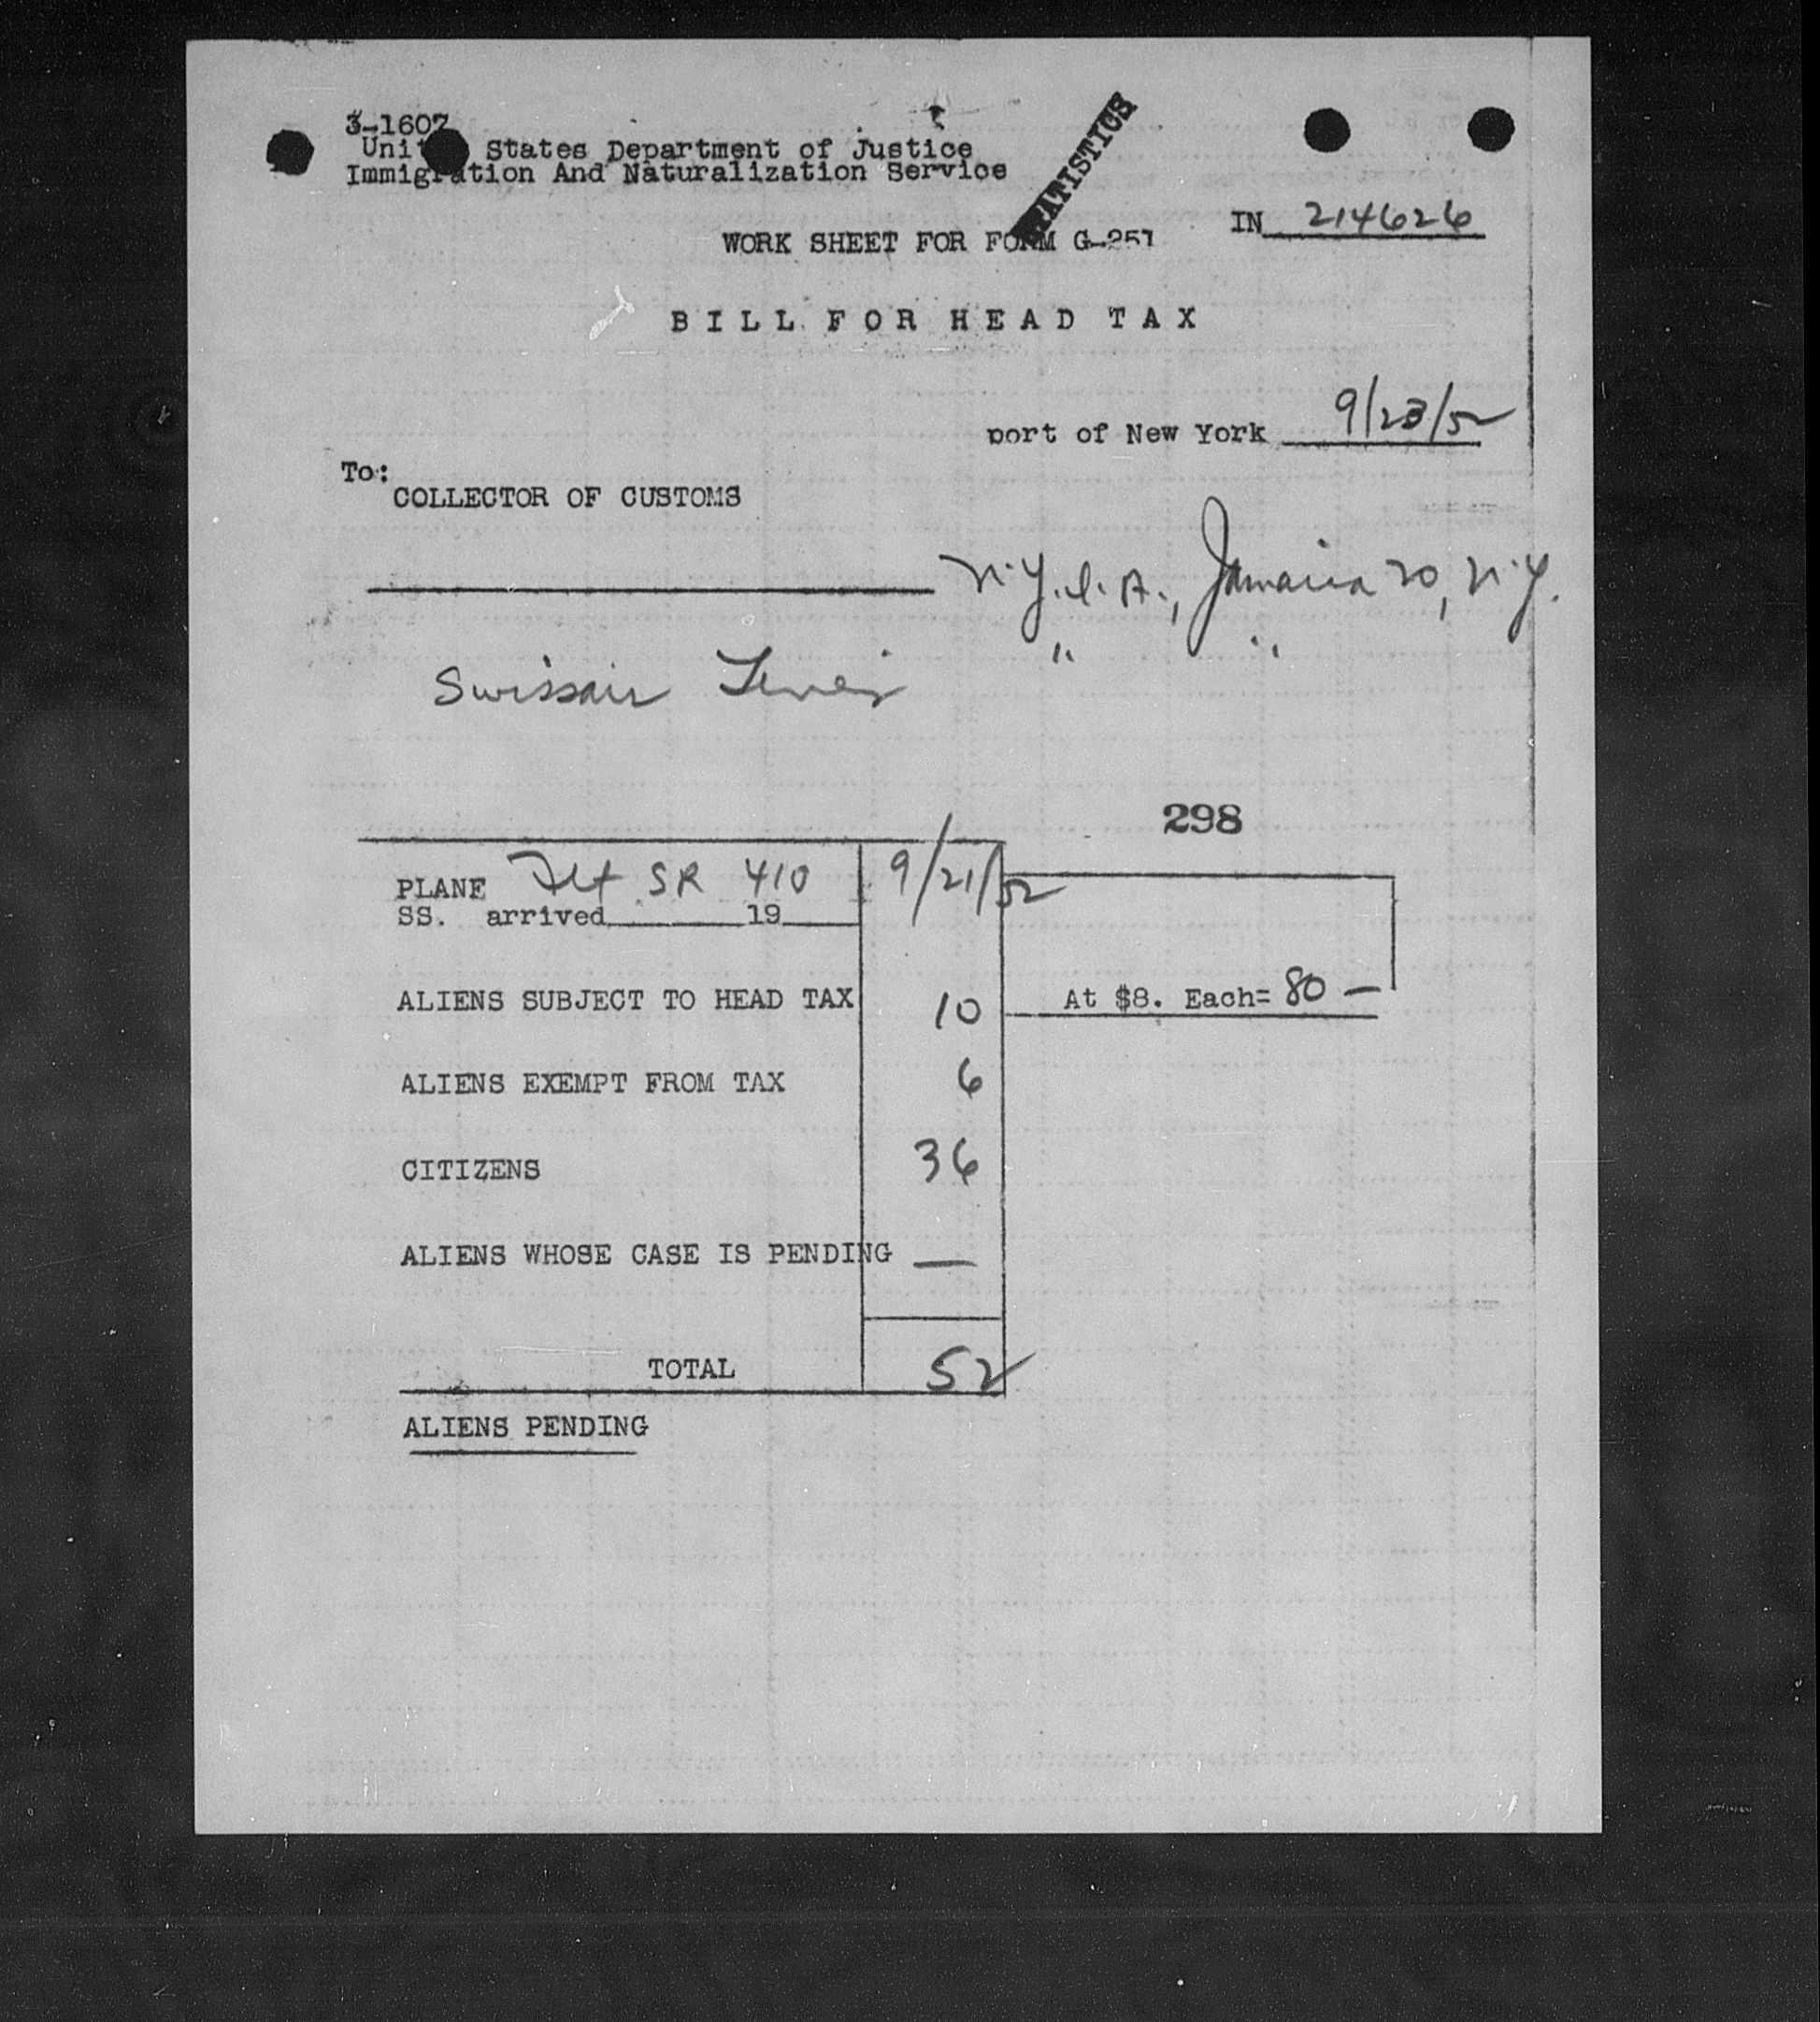 3-1607
United States Department of Justice
Immigration And Naturalization Service
STATISTICS
IN 214626
WORK SHEET FOR FORM G-257
BILL FOR HEAD TAX
port of New York 9/23/52
To:
COLLECTOR OF CUSTOMS
N.Y.I.A., Jamaica 20, N.Y.
" "
Swissair
298
PLANE Flt SR 410 9/21/52
SS. arrived 19
ALIENS SUBJECT TO HEAD TAX 10 At $8. Each= 80 —
ALIENS EXEMPT FROM TAX 6
CITIZENS 36
ALIENS WHOSE CASE IS PENDING —
TOTAL 52
ALIENS PENDING